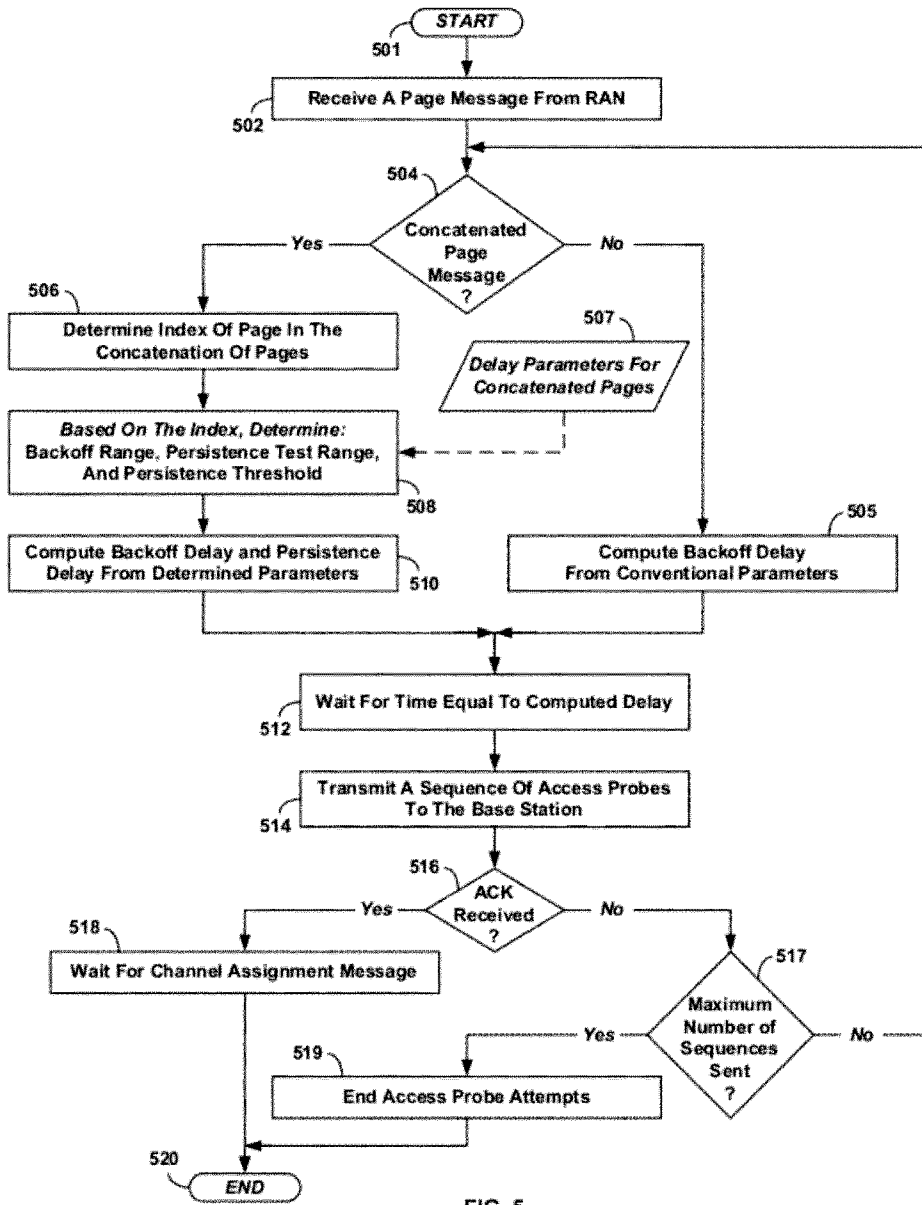 START
501
Receive A Page Message From RAN
502
504
Concatenated
Page
Message
?
Yes
No
506
Determine Index Of Page In The
Concatenation Of Pages
507
Delay Parameters For
Concatenated Pages
Based On The Index, Determine:
Backoff Range, Persistence Test Range,
And Persistence Threshold
508
505
Compute Backoff Delay and Persistence
Delay From Determined Parameters
510
Compute Backoff Delay
From Conventional Parameters
Wait For Time Equal To Computed Delay
512
Transmit A Sequence Of Access Probes
To The Base Station
514
516
ACK
Received
?
Yes
No
518
Wait For Channel Assignment Message
517
Maximum
Number of
Sequences
Sent
?
Yes
No
519
End Access Probe Attempts
520
END
FIG. 5